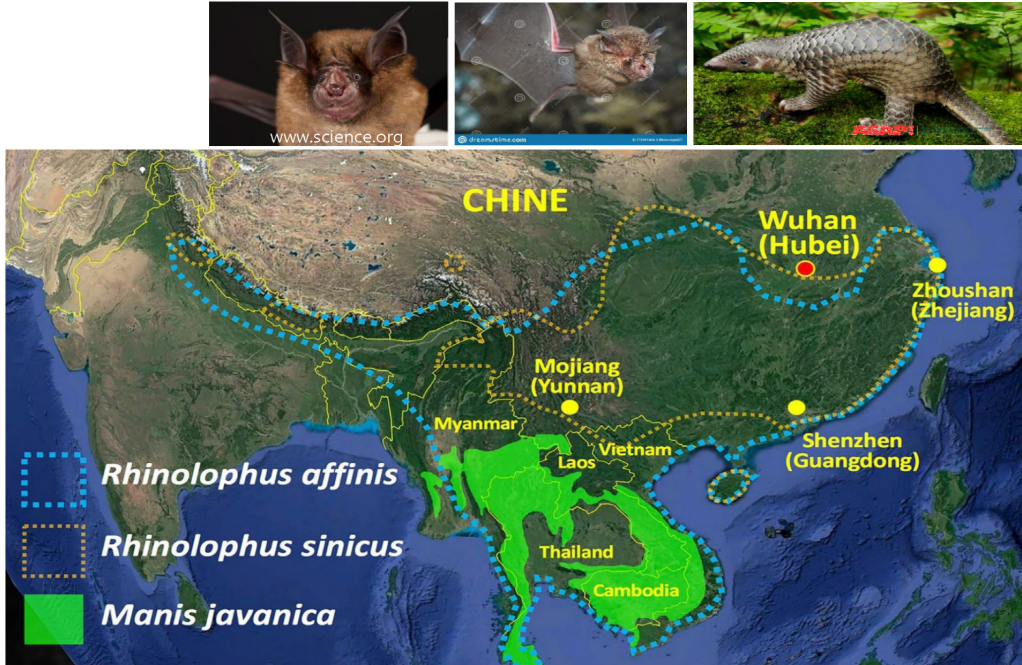 www.science.org
dreamstime.com
CHINE
Wuhan
(Hubei)
Zhoushan
(Zhejiang)
Mojiang
(Yunnan)
Myanmar
Vietnam
Laos
Shenzhen
(Guangdong)
Rhinolophus affinis
Rhinolophus sinicus
Thailand
Cambodia
Manis javanica